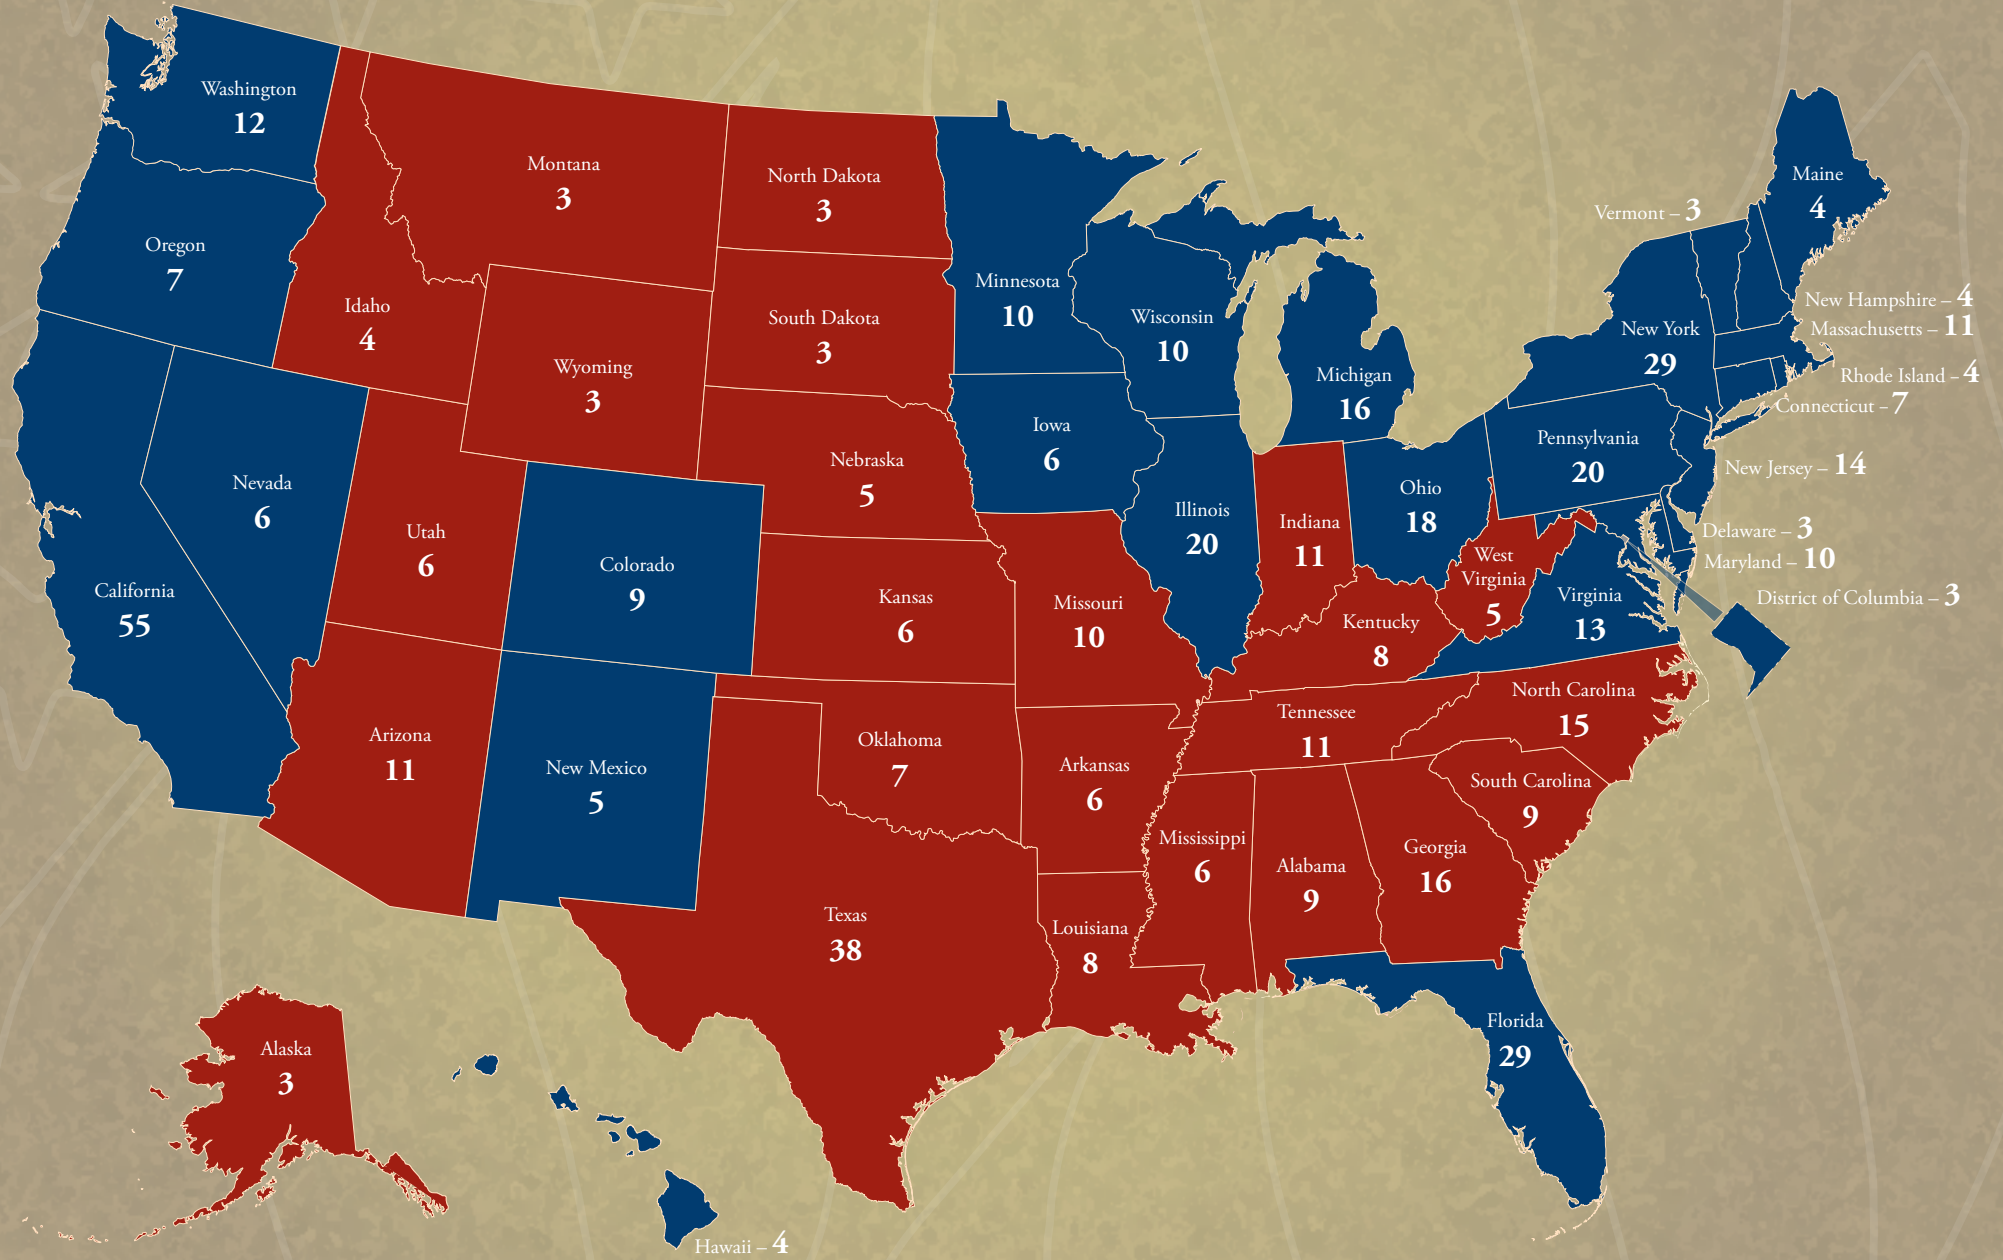 Washington
12
Oregon
7
California
55
Nevada
6
Idaho
4
Montana
3
Wyoming
3
Utah
6
Arizona
11
Colorado
9
New Mexico
5
North Dakota
3
South Dakota
3
Nebraska
5
Kansas
6
Oklahoma
7
Texas
38
Minnesota
10
Iowa
6
Missouri
10
Arkansas
6
Louisiana
8
Wisconsin
10
Illinois
20
Michigan
16
Indiana
11
Ohio
18
Kentucky
8
Tennessee
11
Mississippi
6
Alabama
9
Georgia
16
Florida
29
South Carolina
9
North Carolina
15
West
Virginia
5
Virginia
13
Pennsylvania
20
New York
29
Vermont – 3
Maine
4
New Hampshire – 4
Massachusetts – 11
Rhode Island – 4
Connecticut – 7
New Jersey – 14
Delaware – 3
Maryland – 10
District of Columbia – 3
Alaska
3
Hawaii – 4